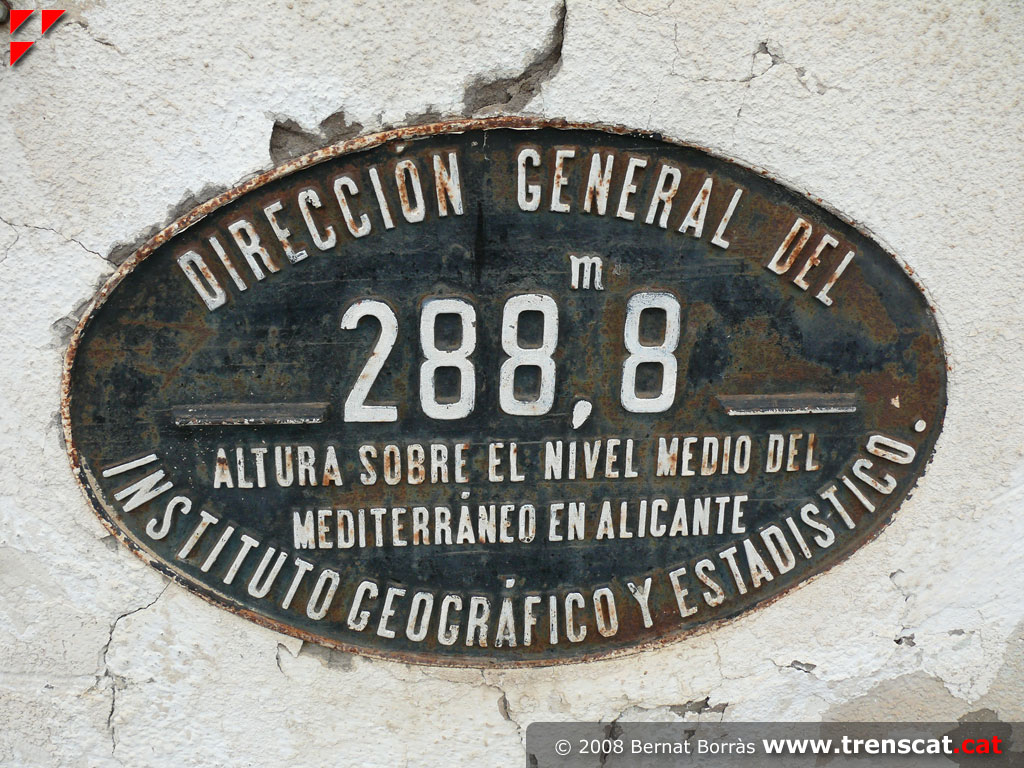 DIRECCIÓN GENERAL DEL
m
288,8
ALTURA SOBRE EL NIVEL MEDIO DEL
MEDITERRÁNEO EN ALICANTE
INSTITUTO GEOGRÁFICO Y ESTADISTICO.
© 2008 Bernat Borràs www.trenscat.cat